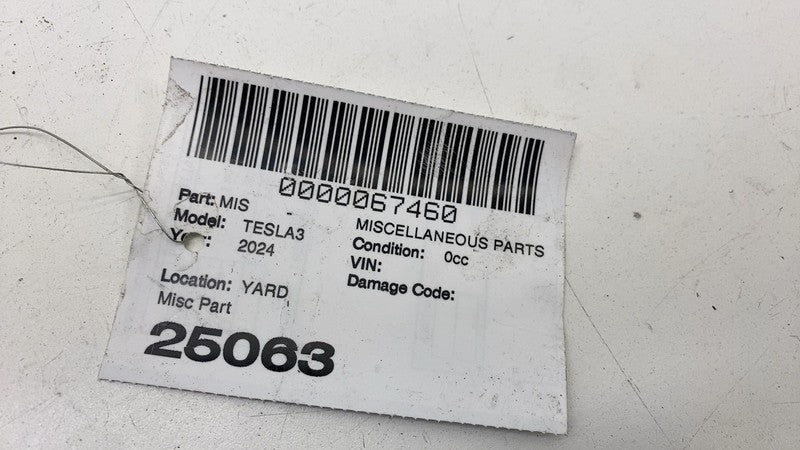 0000067460
Part: MIS MISCELLANEOUS PARTS
Model: TESLA3 Condition: 0cc
2024 VIN:
Location: YARD Damage Code:
Misc Part
25063